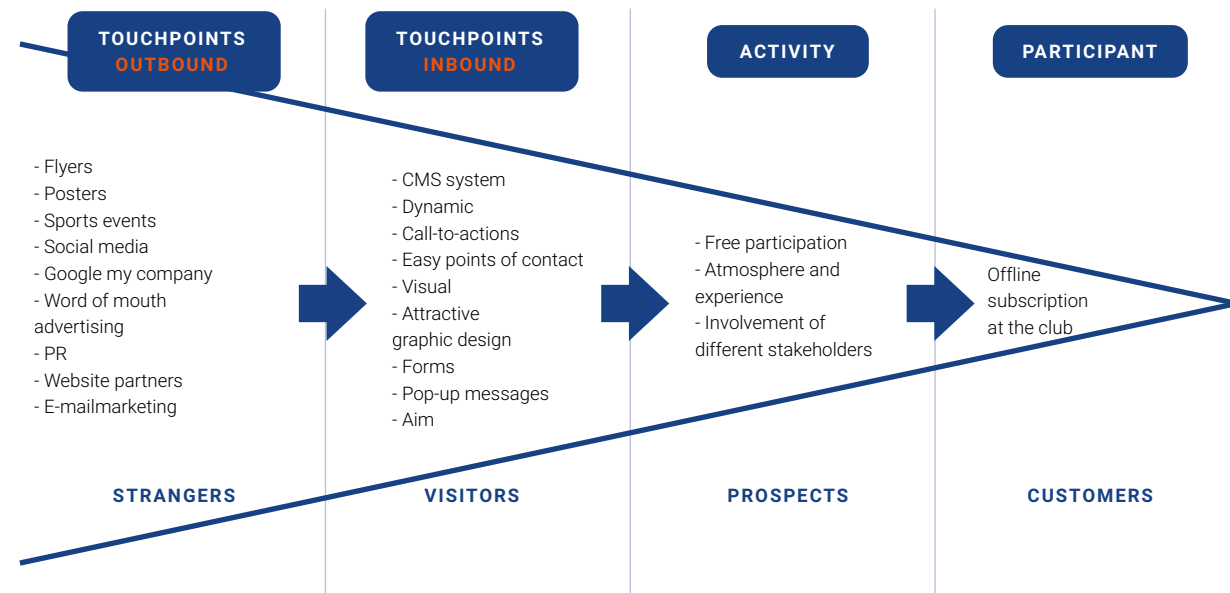 TOUCHPOINTS
OUTBOUND
- Flyers
- Posters
- Sports events
- Social media
- Google my company
- Word of mouth
advertising
- PR
- Website partners
- E-mailmarketing
STRANGERS
TOUCHPOINTS
INBOUND
- CMS system
- Dynamic
- Call-to-actions
- Easy points of contact
- Visual
- Attractive
graphic design
- Forms
- Pop-up messages
- Aim
VISITORS
ACTIVITY
- Free participation
- Atmosphere and
experience
- Involvement of
different stakeholders
PROSPECTS
PARTICIPANT
Offline
subscription
at the club
CUSTOMERS